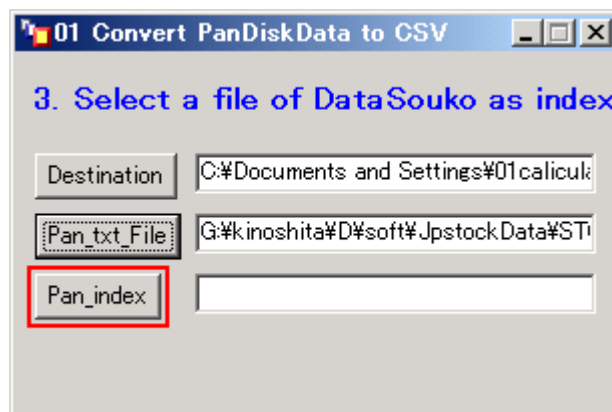 01 Convert PanDiskData to CSV
3. Select a file of DataSouko as index
Destination C:¥Documents and Settings¥01calicula
Pan_txt_File G:¥kinoshita¥D¥soft¥JpstockData¥ST
Pan_index